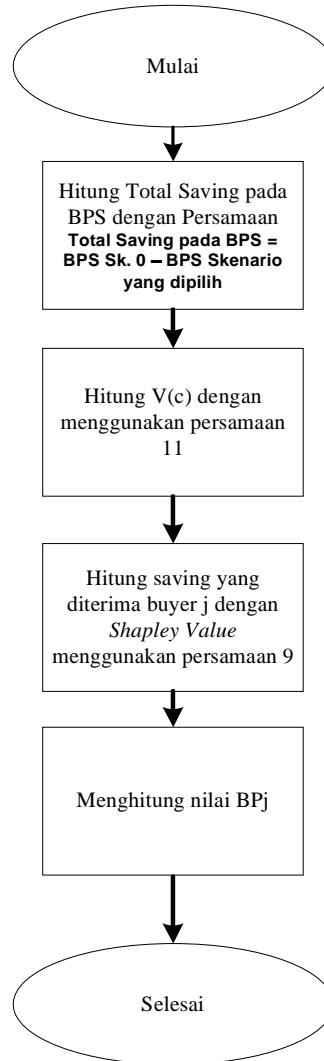 Mulai
Hitung Total Saving pada
BPS dengan Persamaan
Total Saving pada BPS =
BPS Sk. 0 – BPS Skenario
yang dipilih
Hitung V(c) dengan
menggunakan persamaan
11
Hitung saving yang
diterima buyer j dengan
Shapley Value
menggunakan persamaan 9
Menghitung nilai BPj
Selesai